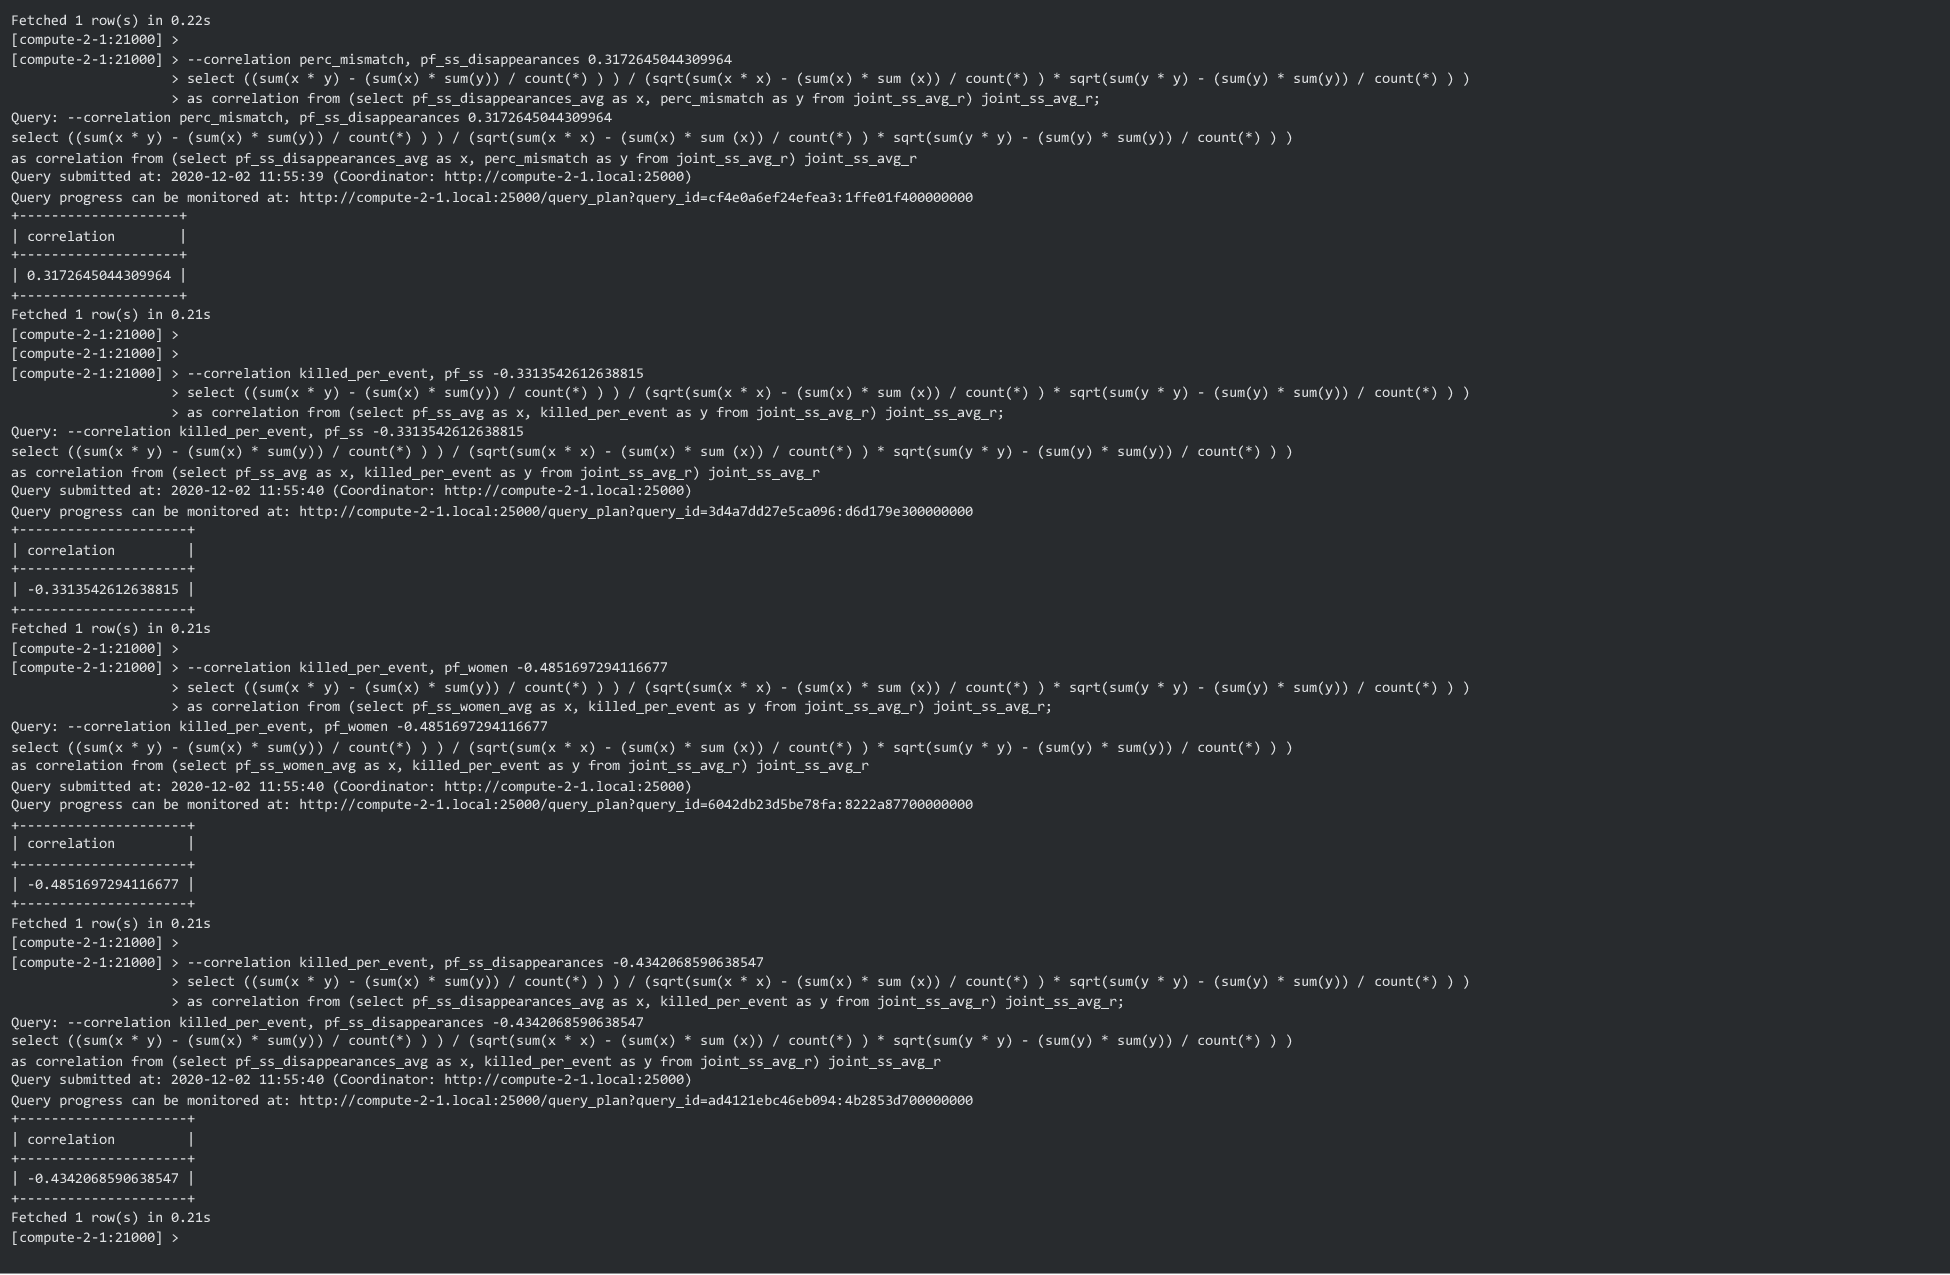 Fetched 1 row(s) in 0.22s
[compute-2-1:21000] >
[compute-2-1:21000] > --correlation perc_mismatch, pf_ss_disappearances 0.3172645044309964
> select ((sum(x * y) - (sum(x) * sum(y)) / count(*) ) ) / (sqrt(sum(x * x) - (sum(x) * sum (x)) / count(*) ) * sqrt(sum(y * y) - (sum(y) * sum(y)) / count(*) ) )
> as correlation from (select pf_ss_disappearances_avg as x, perc_mismatch as y from joint_ss_avg_r) joint_ss_avg_r;
Query: --correlation perc_mismatch, pf_ss_disappearances 0.3172645044309964
select ((sum(x * y) - (sum(x) * sum(y)) / count(*) ) ) / (sqrt(sum(x * x) - (sum(x) * sum (x)) / count(*) ) * sqrt(sum(y * y) - (sum(y) * sum(y)) / count(*) ) )
as correlation from (select pf_ss_disappearances_avg as x, perc_mismatch as y from joint_ss_avg_r) joint_ss_avg_r
Query submitted at: 2020-12-02 11:55:39 (Coordinator: http://compute-2-1.local:25000)
Query progress can be monitored at: http://compute-2-1.local:25000/query_plan?query_id=cf4e0a6ef24efea3:1ffe01f400000000
+--------------------+
| correlation        |
+--------------------+
| 0.3172645044309964 |
+--------------------+
Fetched 1 row(s) in 0.21s
[compute-2-1:21000] >
[compute-2-1:21000] >
[compute-2-1:21000] > --correlation killed_per_event, pf_ss -0.3313542612638815
> select ((sum(x * y) - (sum(x) * sum(y)) / count(*) ) ) / (sqrt(sum(x * x) - (sum(x) * sum (x)) / count(*) ) * sqrt(sum(y * y) - (sum(y) * sum(y)) / count(*) ) )
> as correlation from (select pf_ss_avg as x, killed_per_event as y from joint_ss_avg_r) joint_ss_avg_r;
Query: --correlation killed_per_event, pf_ss -0.3313542612638815
select ((sum(x * y) - (sum(x) * sum(y)) / count(*) ) ) / (sqrt(sum(x * x) - (sum(x) * sum (x)) / count(*) ) * sqrt(sum(y * y) - (sum(y) * sum(y)) / count(*) ) )
as correlation from (select pf_ss_avg as x, killed_per_event as y from joint_ss_avg_r) joint_ss_avg_r
Query submitted at: 2020-12-02 11:55:40 (Coordinator: http://compute-2-1.local:25000)
Query progress can be monitored at: http://compute-2-1.local:25000/query_plan?query_id=3d4a7dd27e5ca096:d6d179e300000000
+---------------------+
| correlation         |
+---------------------+
| -0.3313542612638815 |
+---------------------+
Fetched 1 row(s) in 0.21s
[compute-2-1:21000] >
[compute-2-1:21000] > --correlation killed_per_event, pf_women -0.4851697294116677
> select ((sum(x * y) - (sum(x) * sum(y)) / count(*) ) ) / (sqrt(sum(x * x) - (sum(x) * sum (x)) / count(*) ) * sqrt(sum(y * y) - (sum(y) * sum(y)) / count(*) ) )
> as correlation from (select pf_ss_women_avg as x, killed_per_event as y from joint_ss_avg_r) joint_ss_avg_r;
Query: --correlation killed_per_event, pf_women -0.4851697294116677
select ((sum(x * y) - (sum(x) * sum(y)) / count(*) ) ) / (sqrt(sum(x * x) - (sum(x) * sum (x)) / count(*) ) * sqrt(sum(y * y) - (sum(y) * sum(y)) / count(*) ) )
as correlation from (select pf_ss_women_avg as x, killed_per_event as y from joint_ss_avg_r) joint_ss_avg_r
Query submitted at: 2020-12-02 11:55:40 (Coordinator: http://compute-2-1.local:25000)
Query progress can be monitored at: http://compute-2-1.local:25000/query_plan?query_id=6042db23d5be78fa:8222a87700000000
+---------------------+
| correlation         |
+---------------------+
| -0.4851697294116677 |
+---------------------+
Fetched 1 row(s) in 0.21s
[compute-2-1:21000] >
[compute-2-1:21000] > --correlation killed_per_event, pf_ss_disappearances -0.4342068590638547
> select ((sum(x * y) - (sum(x) * sum(y)) / count(*) ) ) / (sqrt(sum(x * x) - (sum(x) * sum (x)) / count(*) ) * sqrt(sum(y * y) - (sum(y) * sum(y)) / count(*) ) )
> as correlation from (select pf_ss_disappearances_avg as x, killed_per_event as y from joint_ss_avg_r) joint_ss_avg_r;
Query: --correlation killed_per_event, pf_ss_disappearances -0.4342068590638547
select ((sum(x * y) - (sum(x) * sum(y)) / count(*) ) ) / (sqrt(sum(x * x) - (sum(x) * sum (x)) / count(*) ) * sqrt(sum(y * y) - (sum(y) * sum(y)) / count(*) ) )
as correlation from (select pf_ss_disappearances_avg as x, killed_per_event as y from joint_ss_avg_r) joint_ss_avg_r
Query submitted at: 2020-12-02 11:55:40 (Coordinator: http://compute-2-1.local:25000)
Query progress can be monitored at: http://compute-2-1.local:25000/query_plan?query_id=ad4121ebc46eb094:4b2853d700000000
+---------------------+
| correlation         |
+---------------------+
| -0.4342068590638547 |
+---------------------+
Fetched 1 row(s) in 0.21s
[compute-2-1:21000] >